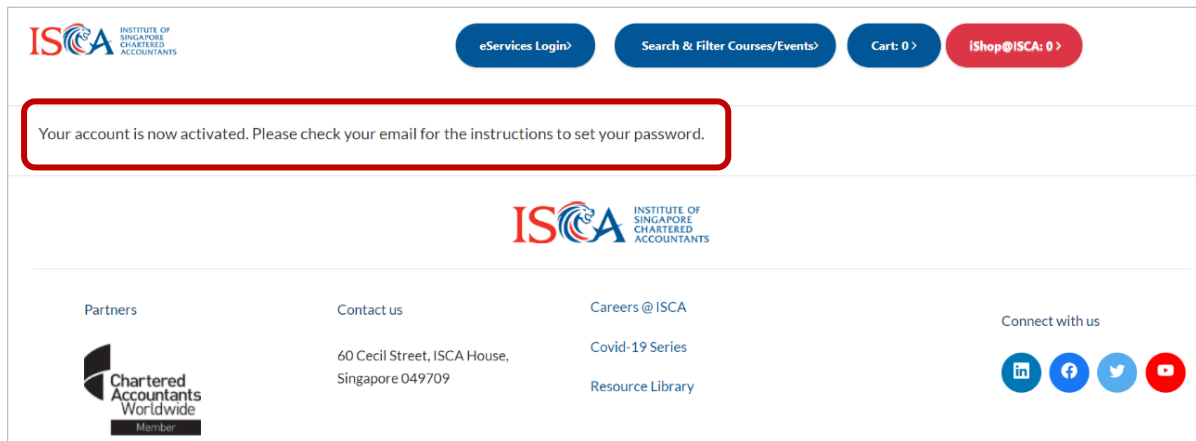 ISCA INSTITUTE OF
SINGAPORE
CHARTERED
ACCOUNTANTS
eServices Login>
Search & Filter Courses/Events>
Cart: 0 >
iShop@ISCA: 0 >
Your account is now activated. Please check your email for the instructions to set your password.
ISCA INSTITUTE OF
SINGAPORE
CHARTERED
ACCOUNTANTS
Partners
Chartered
Accountants
Worldwide
Member
Contact us
60 Cecil Street, ISCA House,
Singapore 049709
Careers @ ISCA
Covid-19 Series
Resource Library
Connect with us
in
f